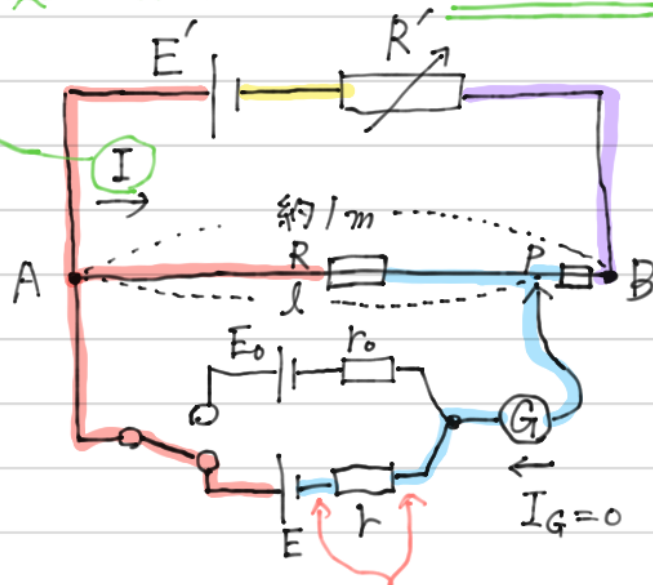 E′ R′
I
約1m
A R P B
l
E₀ r₀
G
E r I_G=0